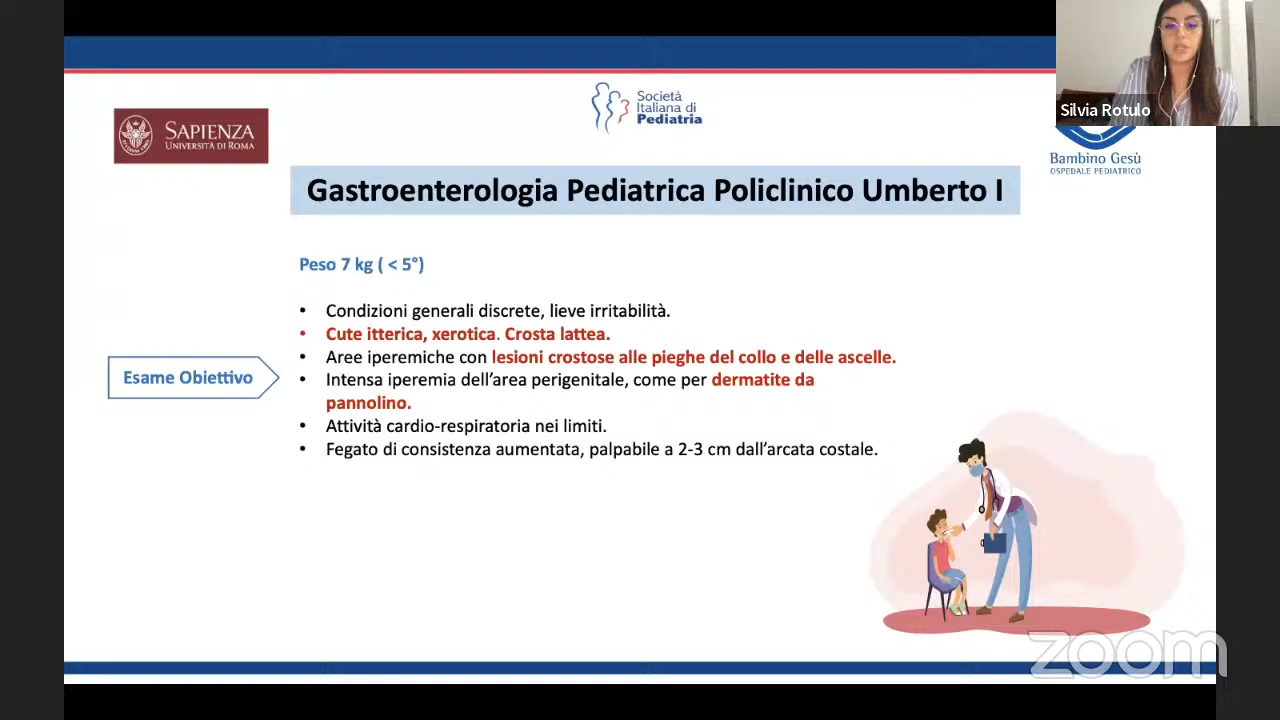 Silvia Rotulo
SAPIENZA
UNIVERSITÀ DI ROMA
Società
Italiana di
Pediatria
Bambino Gesù
OSPEDALE PEDIATRICO
Gastroenterologia Pediatrica Policlinico Umberto I
Peso 7 kg ( < 5°)
• Condizioni generali discrete, lieve irritabilità.
• Cute itterica, xerotica. Crosta lattea.
• Aree iperemiche con lesioni crostose alle pieghe del collo e delle ascelle.
Esame Obiettivo
• Intensa iperemia dell’area perigenitale, come per dermatite da
pannolino.
• Attività cardio-respiratoria nei limiti.
• Fegato di consistenza aumentata, palpabile a 2-3 cm dall’arcata costale.
zoom